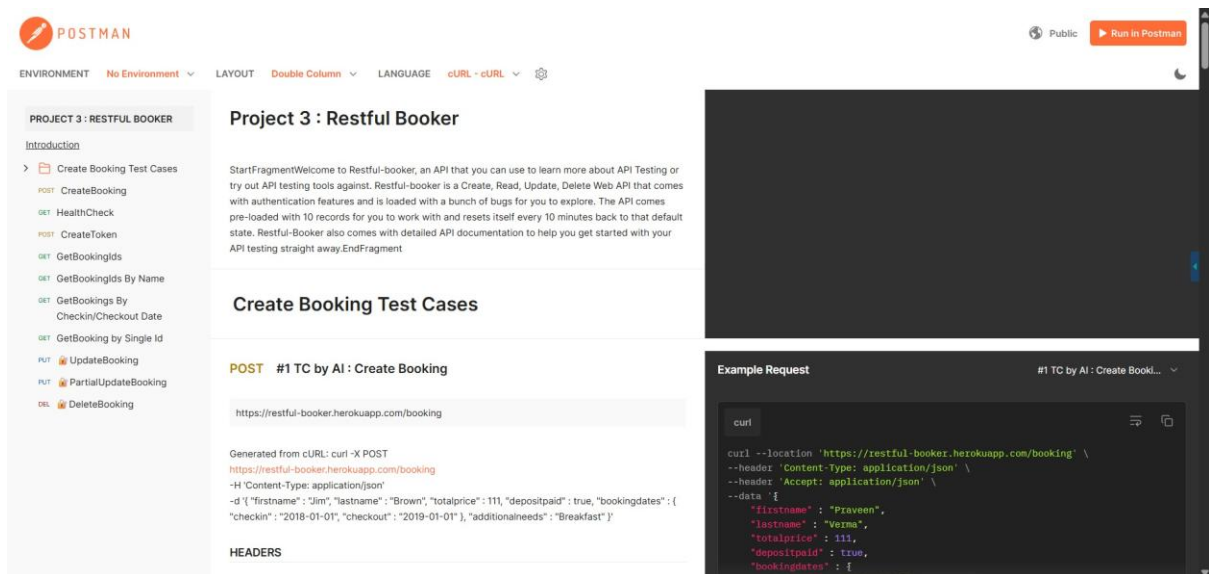 POSTMAN
Public
Run in Postman
ENVIRONMENT No Environment LAYOUT Double Column LANGUAGE cURL - cURL
PROJECT 3 : RESTFUL BOOKER
Introduction
Create Booking Test Cases
POST CreateBooking
GET HealthCheck
POST CreateToken
GET GetBookingIds
GET GetBookingIds By Name
GET GetBookings By
Checkin/Checkout Date
GET GetBooking by Single Id
PUT UpdateBooking
PUT PartialUpdateBooking
DEL DeleteBooking
Project 3 : Restful Booker
StartFragmentWelcome to Restful-booker, an API that you can use to learn more about API Testing or
try out API testing tools against. Restful-booker is a Create, Read, Update, Delete Web API that comes
with authentication features and is loaded with a bunch of bugs for you to explore. The API comes
pre-loaded with 10 records for you to work with and resets itself every 10 minutes back to that default
state. Restful-Booker also comes with detailed API documentation to help you get started with your
API testing straight away.EndFragment
Create Booking Test Cases
POST #1 TC by AI : Create Booking
https://restful-booker.herokuapp.com/booking
Generated from cURL: curl -X POST
https://restful-booker.herokuapp.com/booking
-H 'Content-Type: application/json'
-d '{ "firstname" : "Jim", "lastname" : "Brown", "totalprice" : 111, "depositpaid" : true, "bookingdates" : {
"checkin" : "2018-01-01", "checkout" : "2019-01-01" }, "additionalneeds" : "Breakfast" }'
HEADERS
Example Request
#1 TC by AI : Create Booki...
curl
curl --location 'https://restful-booker.herokuapp.com/booking' \
--header 'Content-Type: application/json' \
--header 'Accept: application/json' \
--data '{
"firstname" : "Praveen",
"lastname" : "Verma",
"totalprice" : 111,
"depositpaid" : true,
"bookingdates" : {